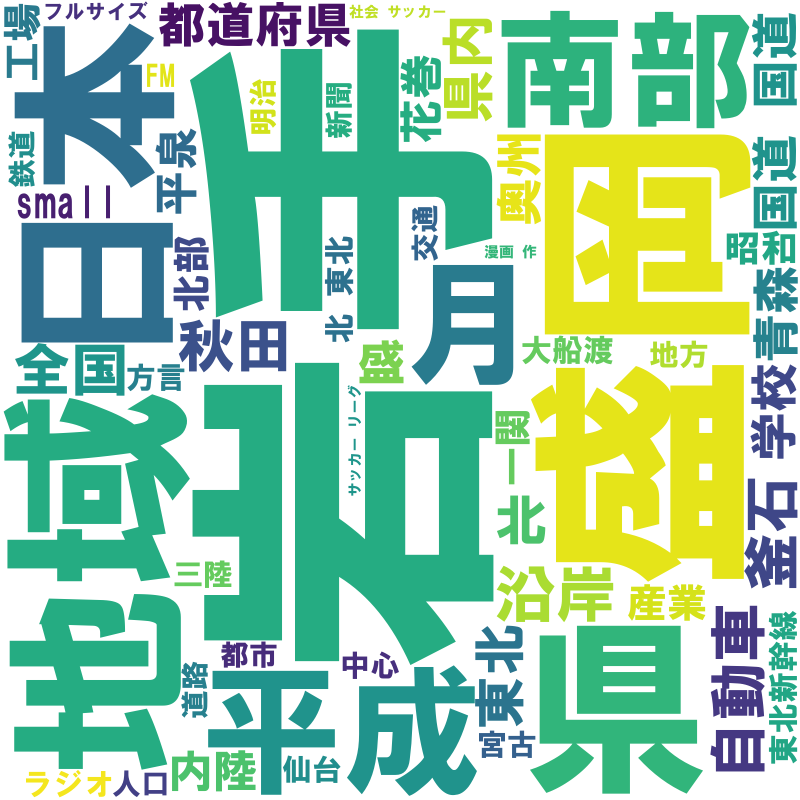 工場
フルサイズ
都道府県
社会 サッカー
日本
FM
岩手
明治
新聞
花巻
県内
南部
国道
鉄道
平泉
奥州
盛岡
国道
small
北部
北 東北
交通
漫画 作
昭和
秋田
盛
月
大船渡
地方
青森
全国
方言
地域
サッカー リーグ
一関
北
学校
釜石
三陸
沿岸
産業
都市
中心
道路
平成
東北
県
自動車
東北新幹線
宮古
内陸
仙台
ラジオ
人口